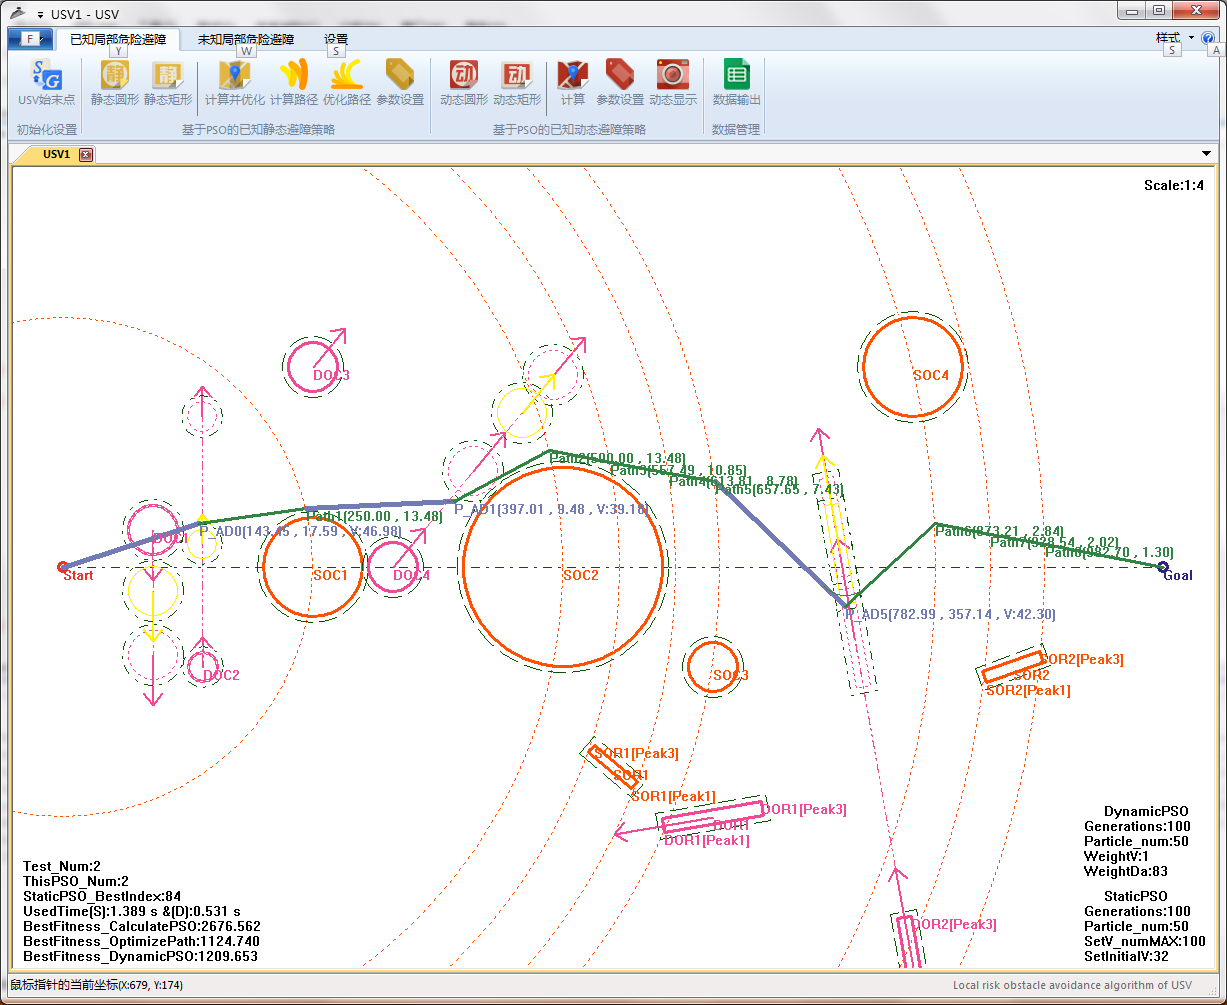 USV1 - USV
F
已知局部危险避障
未知局部危险避障
设置
样式
Y
W
S
S
A
USV始末点
静态圆形
静态矩形
计算并优化
计算路径
优化路径
参数设置
动态圆形
动态矩形
计算
参数设置
动态显示
数据输出
初始化设置
基于PSO的已知静态避障策略
基于PSO的已知动态避障策略
数据管理
USV1
Scale:1:4
DOC3
SOC4
Path2(500.00 , 13.48)
Path3(557.49 , 10.85)
Path4(613.81 , 8.78)
Path5(657.65 , 7.43)
P_AD1(397.01 , 9.48 , V:39.16)
Path1(250.00 , 13.48)
P_AD0(143.45 , 17.59 , V:46.98)
DOC1
Path6(873.21 , 2.84)
Path7(928.54 , 2.02)
Path8(982.70 , 1.30)
Start
SOC1
DOC4
SOC2
Goal
P_AD5(782.99 , 357.14 , V:42.30)
DOC2
SOC3
SOR2[Peak3]
SOR2
SOR2[Peak1]
SOR1[Peak3]
SOR1
SOR1[Peak1]
DOR1[Peak3]
DOR1
DOR1[Peak1]
DOR2[Peak3]
DynamicPSO
Generations:100
Particle_num:50
WeightV:1
WeightDa:83
StaticPSO
Generations:100
Particle_num:50
SetV_numMAX:100
SetInitialV:32
Test_Num:2
ThisPSO_Num:2
StaticPSO_BestIndex:84
UsedTime(S):1.389 s &(D):0.531 s
BestFitness_CalculatePSO:2676.562
BestFitness_OptimizePath:1124.740
BestFitness_DynamicPSO:1209.653
鼠标指针的当前坐标(X:679, Y:174)
Local risk obstacle avoidance algorithm of USV